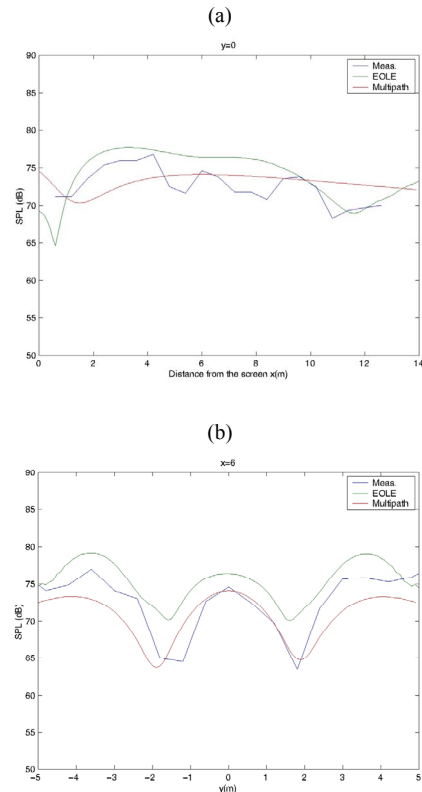 (a)
y=0
90
85
80
75
70
65
60
55
50
SPL (dB)
Meas.
EOLE
Multipath
0 2 4 6 8 10 12 14
Distance from the screen x(m)
(b)
x=6
90
85
80
75
70
65
60
55
50
SPL (dB)
Meas.
EOLE
Multipath
−5 −4 −3 −2 −1 0 1 2 3 4 5
y(m)